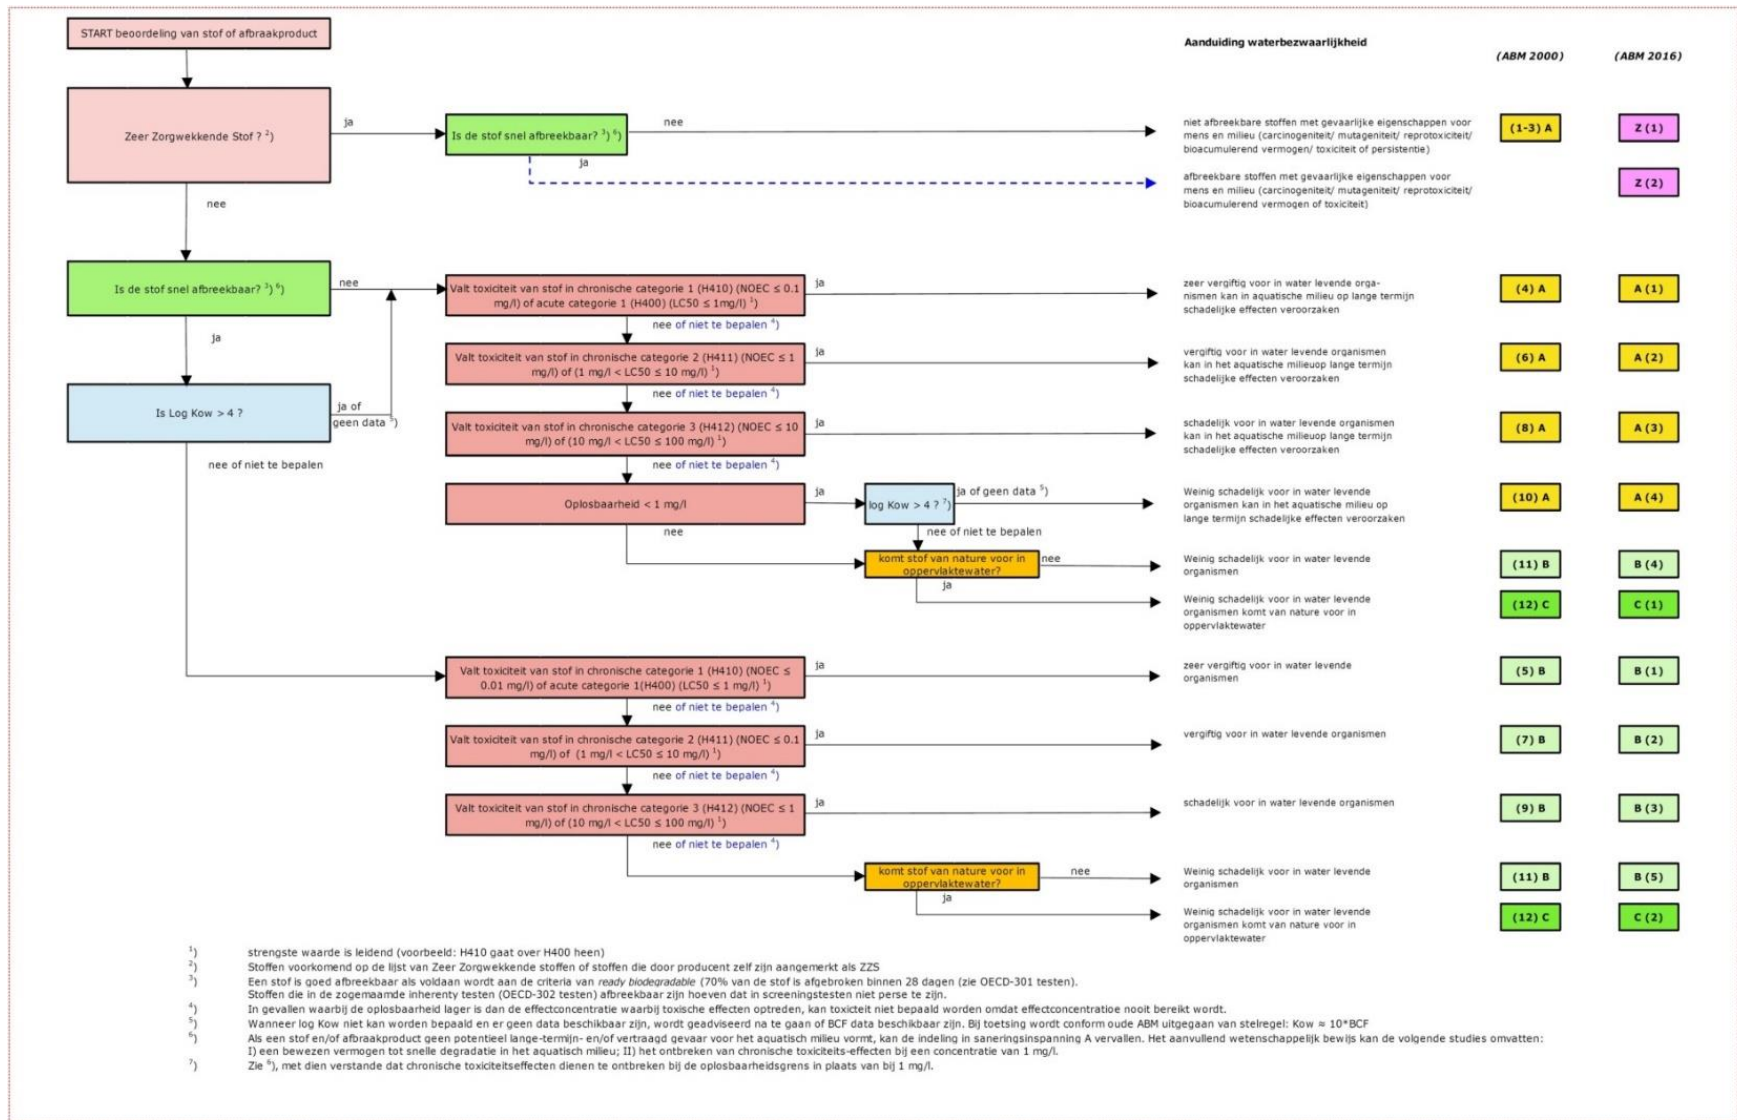 START beoordeling van stof of afbraakproduct
Aanduiding waterbezwaarlijkheid
(ABM 2000)
(ABM 2016)
Zeer Zorgwekkende Stof ? 2)
ja
Is de stof snel afbreekbaar? 3) 6)
nee
niet afbreekbare stoffen met gevaarlijke eigenschappen voor
mens en milieu (carcinogeniteit/ mutageniteit/ reprotoxiciteit/
bioacumulerend vermogen/ toxiciteit of persistentie)
(1-3) A
Z (1)
ja
afbreekbare stoffen met gevaarlijke eigenschappen voor
mens en milieu (carcinogeniteit/ mutageniteit/ reprotoxiciteit/
bioacumulerend vermogen of toxiciteit)
Z (2)
nee
Is de stof snel afbreekbaar? 3) 6)
nee
Valt toxiciteit van stof in chronische categorie 1 (H410) (NOEC ≤ 0.1
mg/l) of acute categorie 1 (H400) (LC50 ≤ 1mg/l) 1)
ja
zeer vergiftig voor in water levende orga-
nismen kan in aquatische milieu op lange termijn
schadelijke effecten veroorzaken
(4) A
A (1)
nee of niet te bepalen 4)
ja
Valt toxiciteit van stof in chronische categorie 2 (H411) (NOEC ≤ 1
mg/l) of (1 mg/l < LC50 ≤ 10 mg/l) 1)
ja
vergiftig voor in water levende organismen
kan in het aquatische milieuop lange termijn
schadelijke effecten veroorzaken
(6) A
A (2)
nee of niet te bepalen 4)
Is Log Kow > 4 ?
ja of
geen data 5)
Valt toxiciteit van stof in chronische categorie 3 (H412) (NOEC ≤ 10
mg/l) of (10 mg/l < LC50 ≤ 100 mg/l) 1)
ja
schadelijk voor in water levende organismen
kan in het aquatische milieuop lange termijn
schadelijke effecten veroorzaken
(8) A
A (3)
nee of niet te bepalen
nee of niet te bepalen 4)
Oplosbaarheid < 1 mg/l
ja
log Kow > 4 ? 7)
ja of geen data 5)
Weinig schadelijk voor in water levende
organismen kan in het aquatische milieu op
lange termijn schadelijke effecten veroorzaken
(10) A
A (4)
nee
nee of niet te bepalen
komt stof van nature voor in
oppervlaktewater?
nee
Weinig schadelijk voor in water levende
organismen
(11) B
B (4)
ja
Weinig schadelijk voor in water levende
organismen komt van nature voor in
oppervlaktewater
(12) C
C (1)
Valt toxiciteit van stof in chronische categorie 1 (H410) (NOEC ≤
0.01 mg/l) of acute categorie 1(H400) (LC50 ≤ 1 mg/l) 1)
ja
zeer vergiftig voor in water levende
organismen
(5) B
B (1)
nee of niet te bepalen 4)
Valt toxiciteit van stof in chronische categorie 2 (H411) (NOEC ≤ 0.1
mg/l) of (1 mg/l < LC50 ≤ 10 mg/l) 1)
ja
vergiftig voor in water levende organismen
(7) B
B (2)
nee of niet te bepalen 4)
Valt toxiciteit van stof in chronische categorie 3 (H412) (NOEC ≤ 1
mg/l) of (10 mg/l < LC50 ≤ 100 mg/l) 1)
ja
schadelijk voor in water levende organismen
(9) B
B (3)
nee of niet te bepalen 4)
komt stof van nature voor in
oppervlaktewater?
nee
Weinig schadelijk voor in water levende
organismen
(11) B
B (5)
ja
Weinig schadelijk voor in water levende
organismen komt van nature voor in
oppervlaktewater
(12) C
C (2)
1) strengste waarde is leidend (voorbeeld: H410 gaat over H400 heen)
2) Stoffen voorkomend op de lijst van Zeer Zorgwekkende stoffen of stoffen die door producent zelf zijn aangemerkt als ZZS
3) Een stof is goed afbreekbaar als voldaan wordt aan de criteria van ready biodegradable (70% van de stof is afgebroken binnen 28 dagen (zie OECD-301 testen).
Stoffen die in de zogemaamde inherenty testen (OECD-302 testen) afbreekbaar zijn hoeven dat in screeningstesten niet perse te zijn.
4) In gevallen waarbij de oplosbaarheid lager is dan de effectconcentratie waarbij toxische effecten optreden, kan toxicteit niet bepaald worden omdat effectconcentratioe nooit bereikt wordt.
5) Wanneer log Kow niet kan worden bepaald en er geen data beschikbaar zijn, wordt geadviseerd na te gaan of BCF data beschikbaar zijn. Bij toetsing wordt conform oude ABM uitgegaan van stelregel: Kow ≈ 10*BCF
6) Als een stof en/of afbraakproduct geen potentieel lange-termijn- en/of vertraagd gevaar voor het aquatisch milieu vormt, kan de indeling in saneringsinspanning A vervallen. Het aanvullend wetenschappelijk bewijs kan de volgende studies omvatten:
I) een bewezen vermogen tot snelle degradatie in het aquatisch milieu; II) het ontbreken van chronische toxiciteits-effecten bij een concentratie van 1 mg/l.
7) Zie 6), met dien verstande dat chronische toxiciteitseffecten dienen te ontbreken bij de oplosbaarheidsgrens in plaats van bij 1 mg/l.